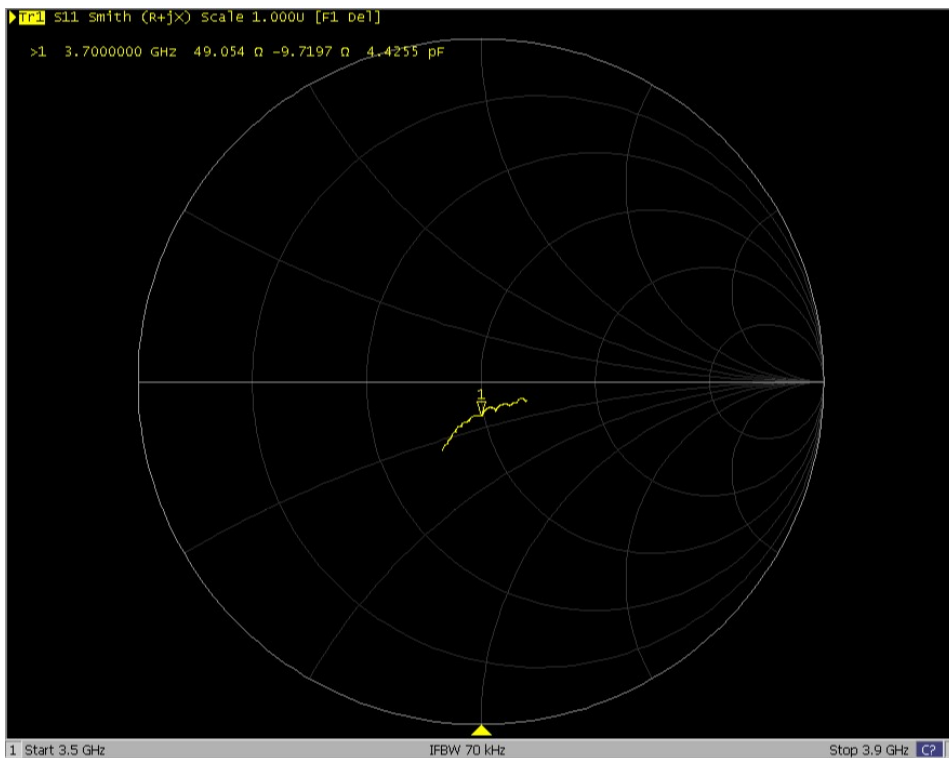 Tr1 S11 Smith (R+jX) Scale 1.000U [F1 Del]
>1 3.7000000 GHz 49.054 Ω -9.7197 Ω 4.4255 pF
1
1 Start 3.5 GHz IFBW 70 kHz Stop 3.9 GHz C?